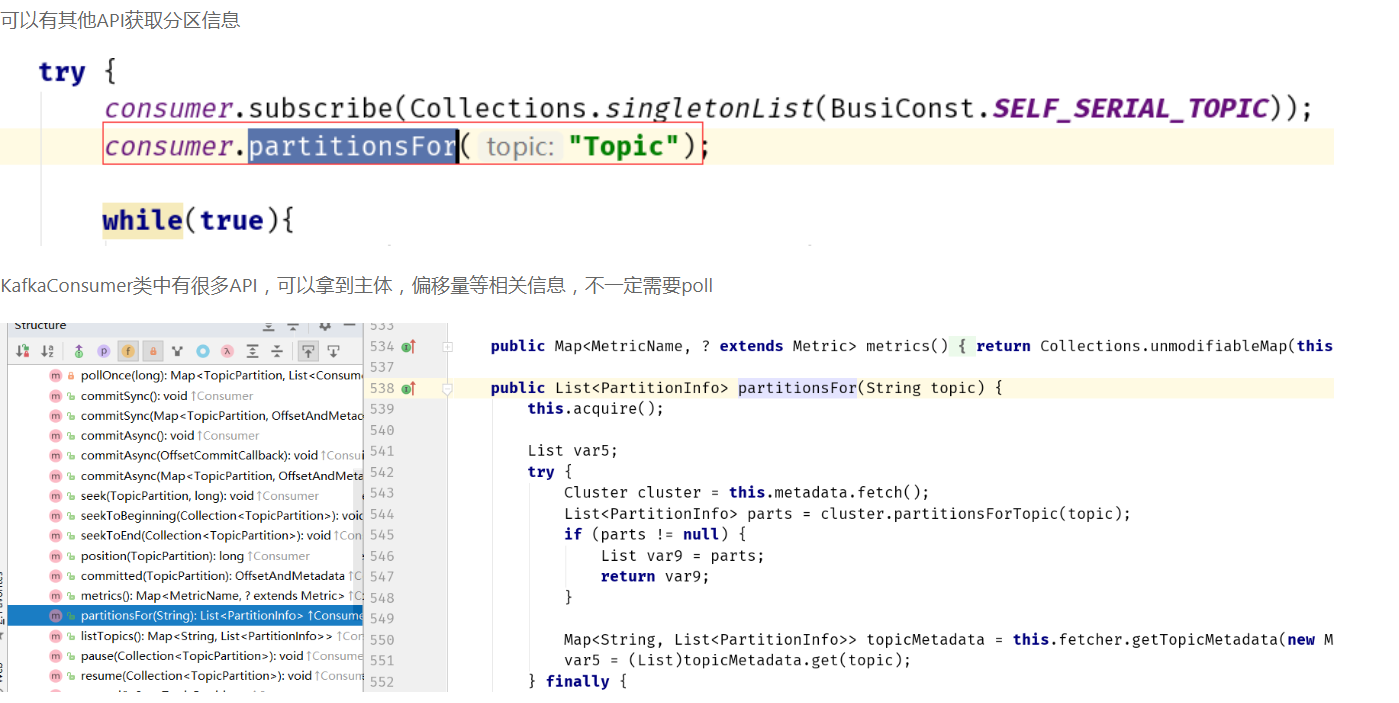 可以有其他API获取分区信息
try {
consumer.subscribe(Collections.singletonList(BusiConst.SELF_SERIAL_TOPIC));
consumer.partitionsFor( topic: "Topic");
while(true){
KafkaConsumer类中有很多API，可以拿到主体，偏移量等相关信息，不一定需要poll
Structure
pollOnce(long): Map<TopicPartition, List<Consum
commitSync(): void ↑Consumer
commitSync(Map<TopicPartition, OffsetAndMetad
commitAsync(): void ↑Consumer
commitAsync(OffsetCommitCallback): void ↑Consu
commitAsync(Map<TopicPartition, OffsetAndMeta
seek(TopicPartition, long): void ↑Consumer
seekToBeginning(Collection<TopicPartition>): void
seekToEnd(Collection<TopicPartition>): void ↑Con
position(TopicPartition): long ↑Consumer
committed(TopicPartition): OffsetAndMetadata ↑C
metrics(): Map<MetricName, ? extends Metric> ↑C
partitionsFor(String): List<PartitionInfo> ↑Consume
listTopics(): Map<String, List<PartitionInfo>> ↑Con
pause(Collection<TopicPartition>): void ↑Consume
resume(Collection<TopicPartition>): void ↑Consum
533
534 public Map<MetricName, ? extends Metric> metrics() { return Collections.unmodifiableMap(this
537
538 public List<PartitionInfo> partitionsFor(String topic) {
539 this.acquire();
540
541 List var5;
542 try {
543 Cluster cluster = this.metadata.fetch();
544 List<PartitionInfo> parts = cluster.partitionsForTopic(topic);
545 if (parts != null) {
546 List var9 = parts;
547 return var9;
548 }
549
550 Map<String, List<PartitionInfo>> topicMetadata = this.fetcher.getTopicMetadata(new M
551 var5 = (List)topicMetadata.get(topic);
552 } finally {